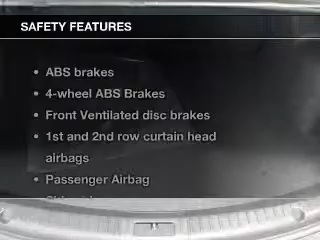 SAFETY FEATURES
• ABS brakes
• 4-wheel ABS Brakes
• Front Ventilated disc brakes
• 1st and 2nd row curtain head
airbags
• Passenger Airbag